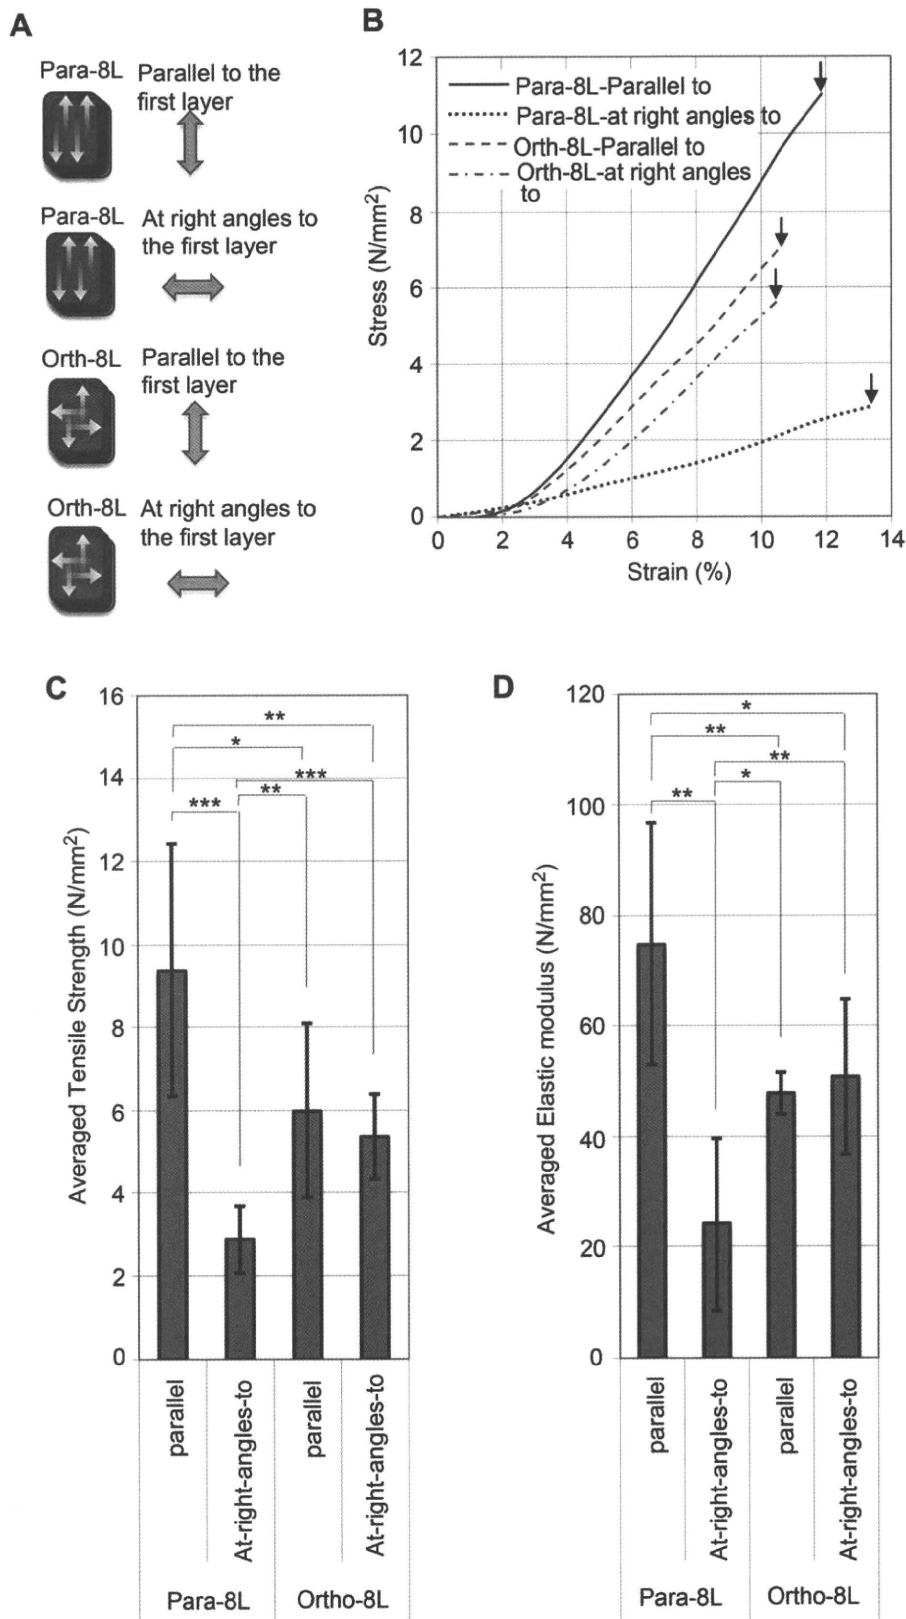 A
Para-8L
Parallel to the
first layer
Para-8L
At right angles to
the first layer
Orth-8L
Parallel to the
first layer
Orth-8L
At right angles to
the first layer
B
12
10
8
6
4
2
0
Stress (N/mm²)
Para-8L-Parallel to
Para-8L-at right angles to
Orth-8L-Parallel to
Orth-8L-at right angles
to
0 2 4 6 8 10 12 14
Strain (%)
C
16
14
12
10
8
6
4
2
0
Averaged Tensile Strength (N/mm²)
**
*
***
*** **
parallel
At-right-angles-to
parallel
At-right-angles-to
Para-8L Ortho-8L
D
120
100
80
60
40
20
0
Averaged Elastic modulus (N/mm²)
*
**
**
*
**
parallel
At-right-angles-to
parallel
At-right-angles-to
Para-8L Ortho-8L